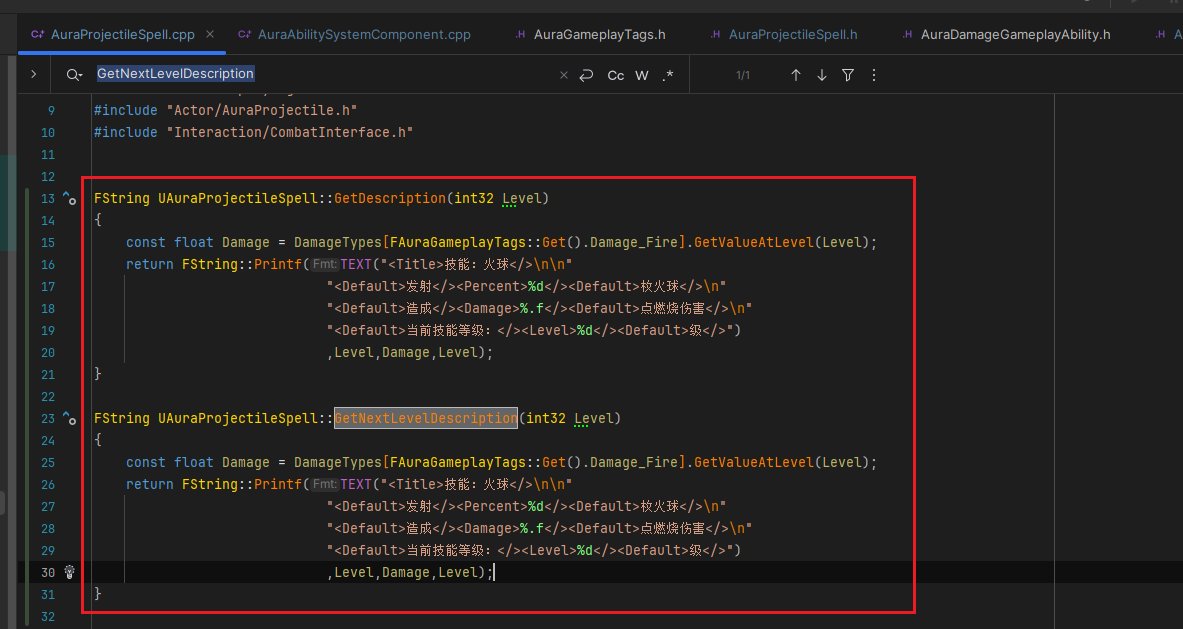 AuraProjectileSpell.cpp × AuraAbilitySystemComponent.cpp .H AuraGameplayTags.h .H AuraProjectileSpell.h .H AuraDamageGameplayAbility.h .H
GetNextLevelDescription × Cc W .* 1/1
9 #include "Actor/AuraProjectile.h"
10 #include "Interaction/CombatInterface.h"
11
12
13 FString UAuraProjectileSpell::GetDescription(int32 Level)
14 {
15 const float Damage = DamageTypes[FAuraGameplayTags::Get().Damage_Fire].GetValueAtLevel(Level);
16 return FString::Printf(Fmt:TEXT("<Title>技能：火球</>\n\n"
17 "<Default>发射</><Percent>%d</><Default>枚火球</>\n"
18 "<Default>造成</><Damage>%.f</><Default>点燃烧伤害</>\n"
19 "<Default>当前技能等级：</><Level>%d</><Default>级</>")
20 ,Level,Damage,Level);
21 }
22
23 FString UAuraProjectileSpell::GetNextLevelDescription(int32 Level)
24 {
25 const float Damage = DamageTypes[FAuraGameplayTags::Get().Damage_Fire].GetValueAtLevel(Level);
26 return FString::Printf(Fmt:TEXT("<Title>技能：火球</>\n\n"
27 "<Default>发射</><Percent>%d</><Default>枚火球</>\n"
28 "<Default>造成</><Damage>%.f</><Default>点燃烧伤害</>\n"
29 "<Default>当前技能等级：</><Level>%d</><Default>级</>")
30 ,Level,Damage,Level);
31 }
32